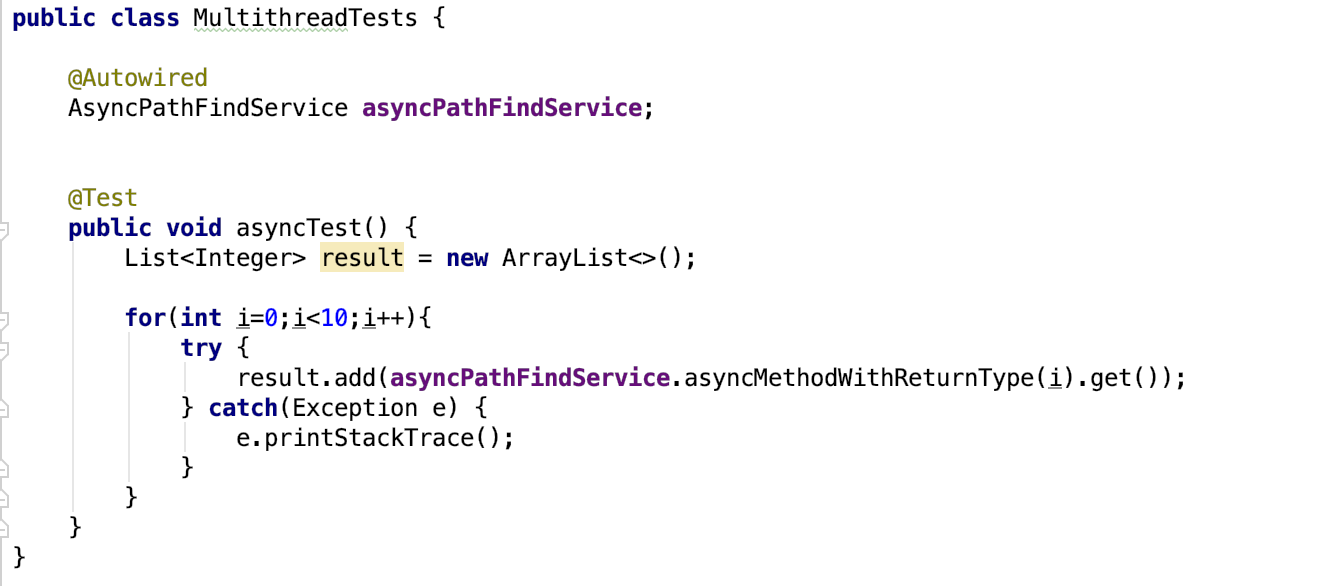 public class MultithreadTests {
@Autowired
AsyncPathFindService asyncPathFindService;
@Test
public void asyncTest() {
List<Integer> result = new ArrayList<>();
for(int i=0;i<10;i++){
try {
result.add(asyncPathFindService.asyncMethodWithReturnType(i).get());
} catch(Exception e) {
e.printStackTrace();
}
}
}
}